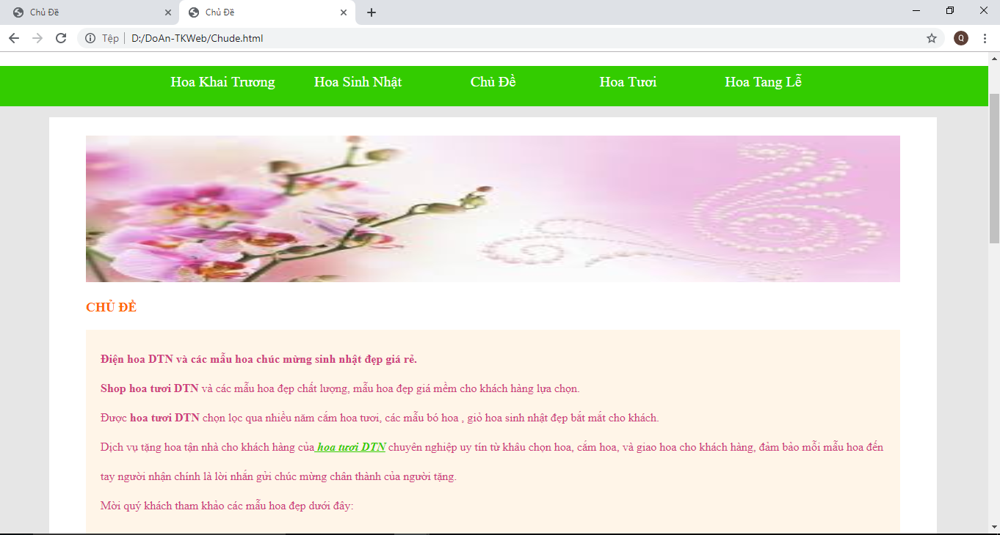 Chủ Đề
Chủ Đề
Tệp D:/DoAn-TKWeb/Chude.html
Q
Hoa Khai Trương Hoa Sinh Nhật Chủ Đề Hoa Tươi Hoa Tang Lễ
CHỦ ĐỀ
Điện hoa DTN và các mẫu hoa chúc mừng sinh nhật đẹp giá rẻ.
Shop hoa tươi DTN và các mẫu hoa đẹp chất lượng, mẫu hoa đẹp giá mềm cho khách hàng lựa chọn.
Được hoa tươi DTN chọn lọc qua nhiều năm cắm hoa tươi, các mẫu bó hoa , giỏ hoa sinh nhật đẹp bắt mắt cho khách.
Dịch vụ tặng hoa tận nhà cho khách hàng của hoa tươi DTN chuyên nghiệp uy tín từ khâu chọn hoa, cắm hoa, và giao hoa cho khách hàng, đảm bảo mỗi mẫu hoa đến
tay người nhận chính là lời nhắn gửi chúc mừng chân thành của người tặng.
Mời quý khách tham khảo các mẫu hoa đẹp dưới đây: